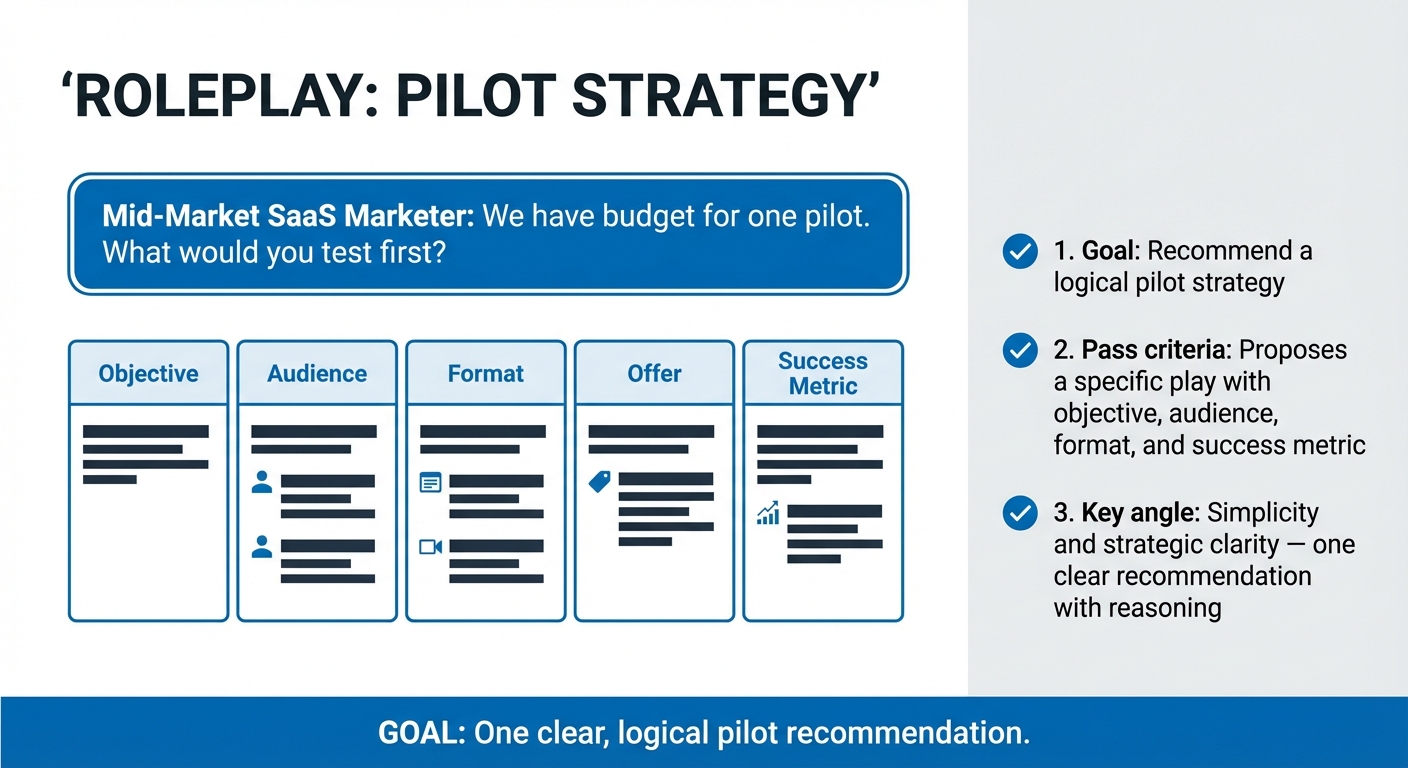 ‘ROLEPLAY: PILOT STRATEGY’
Mid-Market SaaS Marketer: We have budget for one pilot.
What would you test first?
Objective
Audience
Format
Offer
Success
Metric
1. Goal: Recommend a
logical pilot strategy
2. Pass criteria: Proposes
a specific play with
objective, audience,
format, and success metric
3. Key angle: Simplicity
and strategic clarity — one
clear recommendation
with reasoning
GOAL: One clear, logical pilot recommendation.